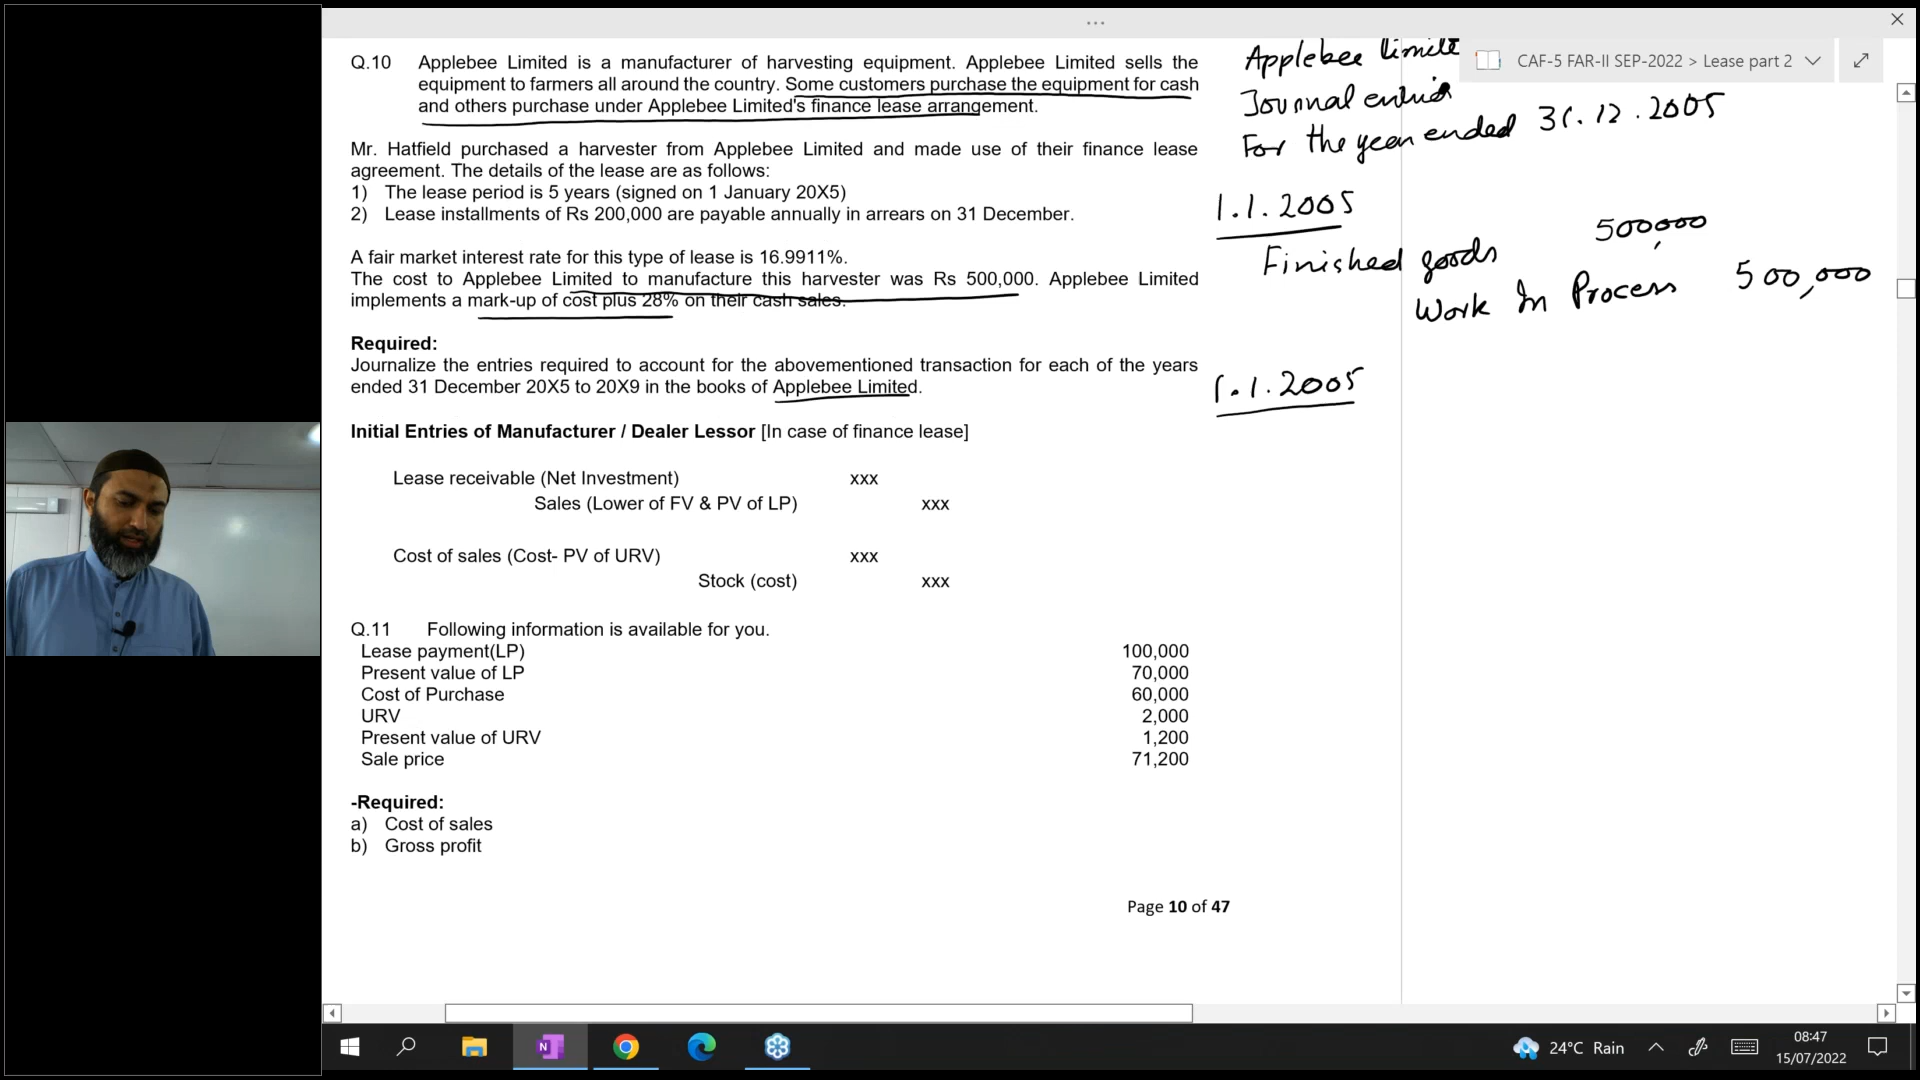 Q.10 Applebee Limited is a manufacturer of harvesting equipment. Applebee Limited sells the
equipment to farmers all around the country. Some customers purchase the equipment for cash
and others purchase under Applebee Limited's finance lease arrangement.
Mr. Hatfield purchased a harvester from Applebee Limited and made use of their finance lease
agreement. The details of the lease are as follows:
1) The lease period is 5 years (signed on 1 January 20X5)
2) Lease installments of Rs 200,000 are payable annually in arrears on 31 December.
A fair market interest rate for this type of lease is 16.9911%.
The cost to Applebee Limited to manufacture this harvester was Rs 500,000. Applebee Limited
implements a mark-up of cost plus 28% on their cash sales.
Required:
Journalize the entries required to account for the abovementioned transaction for each of the years
ended 31 December 20X5 to 20X9 in the books of Applebee Limited.
Initial Entries of Manufacturer / Dealer Lessor [In case of finance lease]
Lease receivable (Net Investment) xxx
Sales (Lower of FV & PV of LP) xxx
Cost of sales (Cost- PV of URV) xxx
Stock (cost) xxx
Q.11 Following information is available for you.
Lease payment(LP) 100,000
Present value of LP 70,000
Cost of Purchase 60,000
URV 2,000
Present value of URV 1,200
Sale price 71,200
-Required:
a) Cost of sales
b) Gross profit
Page 10 of 47
CAF-5 FAR-II SEP-2022 > Lease part 2
Applebee Limite
Journal entries
For the year ended 31.12.2005
1.1.2005
Finished goods 500,000
Work In Process 500,000
1.1.2005
24°C Rain
08:47
15/07/2022